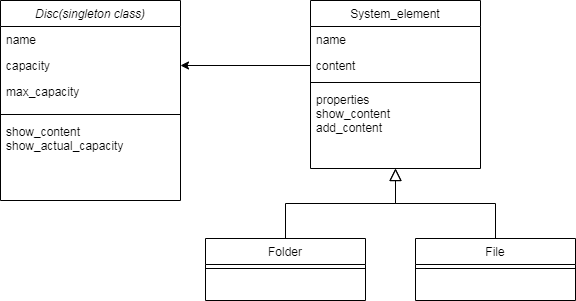 Disc(singleton class)
name
capacity
max_capacity
show_content
show_actual_capacity
System_element
name
content
properties
show_content
add_content
Folder
File